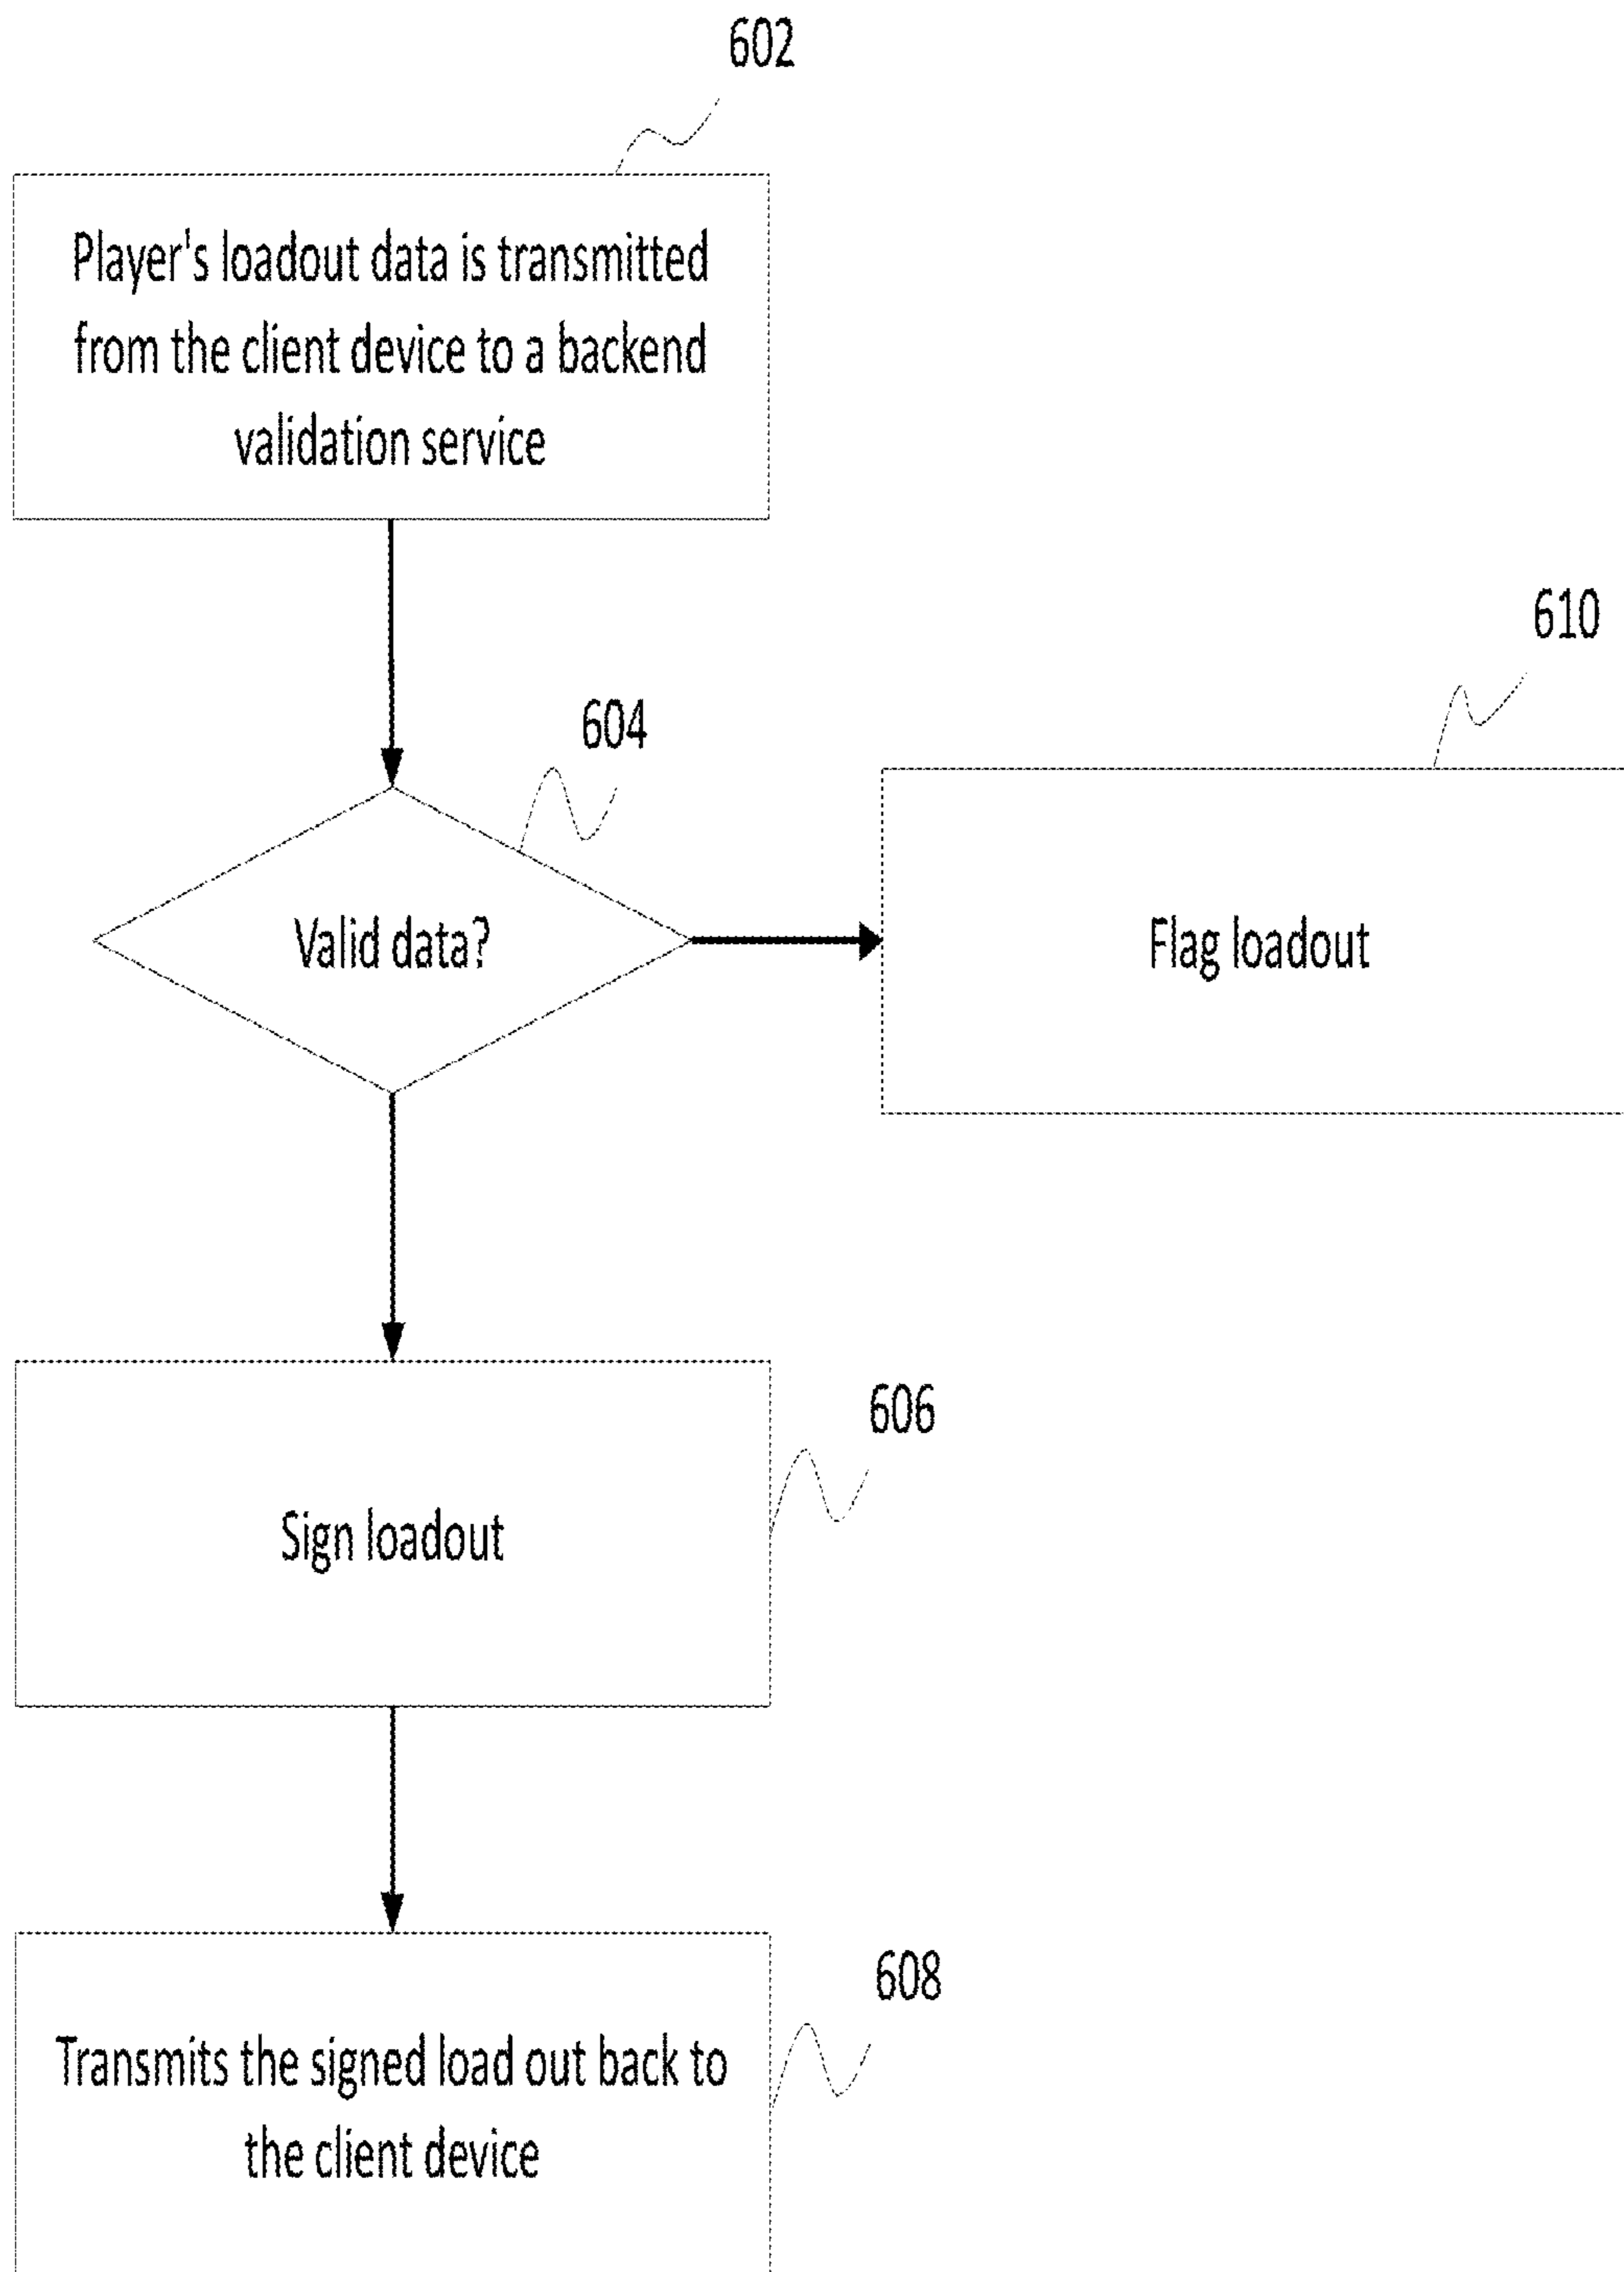 602
Player's loadout data is transmitted
from the client device to a backend
validation service
610
604
Valid data?
Flag loadout
606
Sign loadout
608
Transmits the signed load out back to
the client device